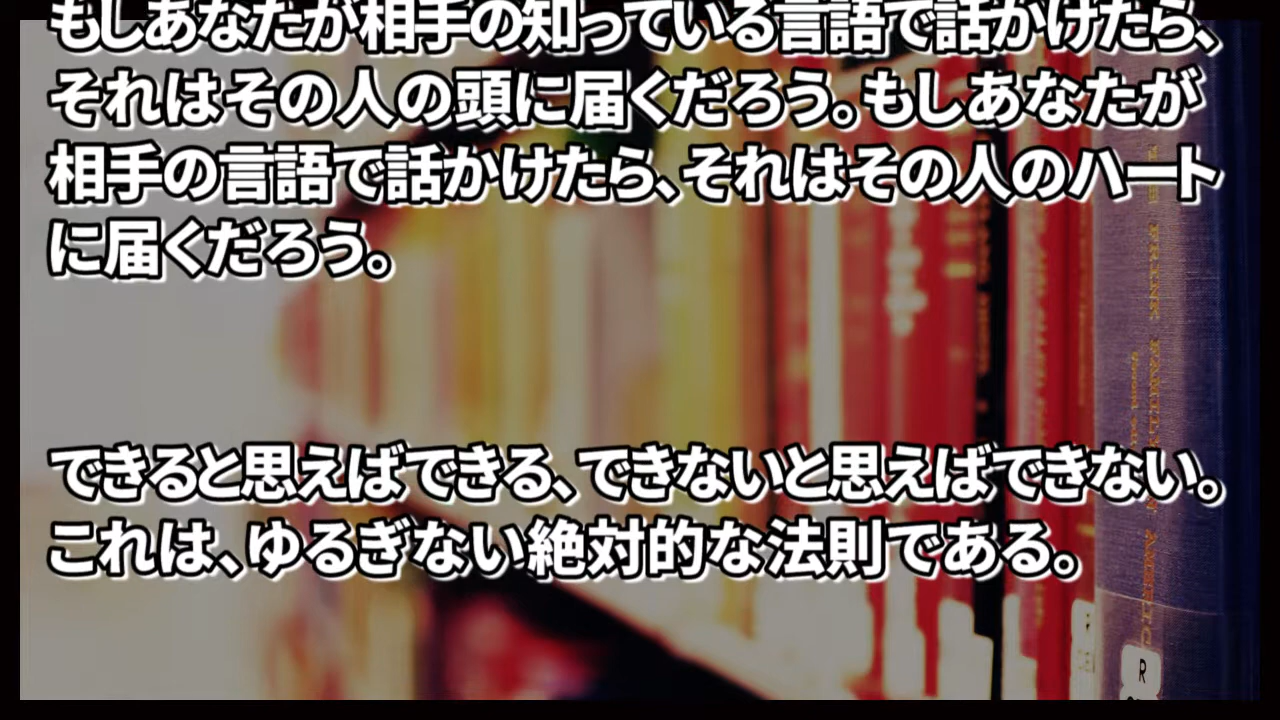 もしあなたが相手の知っている言語で話かけたら、
それはその人の頭に届くだろう。もしあなたが
相手の言語で話かけたら、それはその人のハート
に届くだろう。
できると思えばできる、できないと思えばできない。
これは、ゆるぎない絶対的な法則である。
R